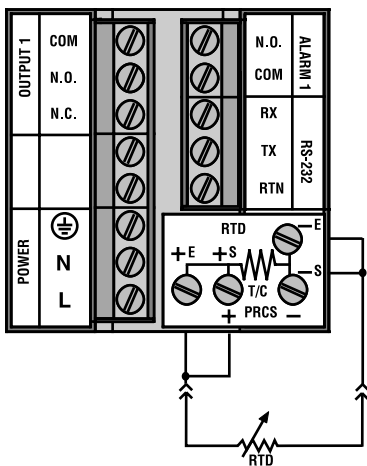 OUTPUT 1
COM
N.O.
N.C.
POWER
N
L
N.O.
COM
ALARM 1
RX
TX
RTN
RS-232
RTD
–E
+E
+S
–S
T/C
+
PRCS
–
RTD